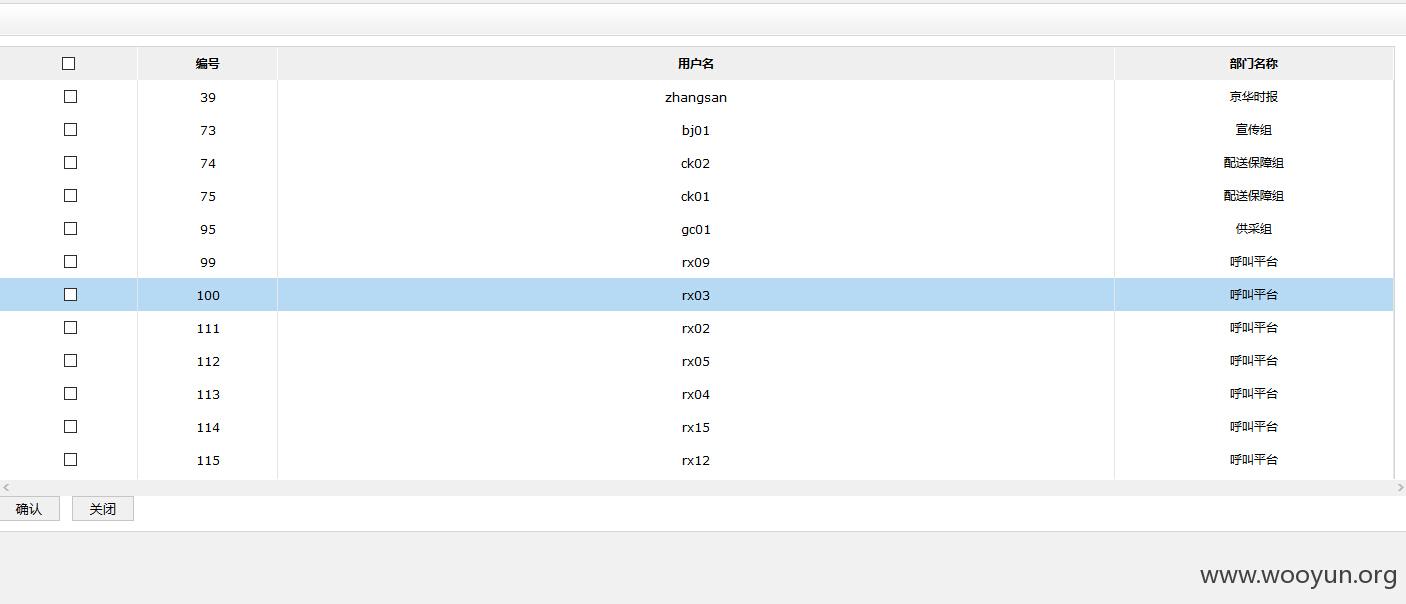 编号 用户名 部门名称
39 zhangsan 京华时报
73 bj01 宣传组
74 ck02 配送保障组
75 ck01 配送保障组
95 gc01 供采组
99 rx09 呼叫平台
100 rx03 呼叫平台
111 rx02 呼叫平台
112 rx05 呼叫平台
113 rx04 呼叫平台
114 rx15 呼叫平台
115 rx12 呼叫平台
确认 关闭
www.wooyun.org